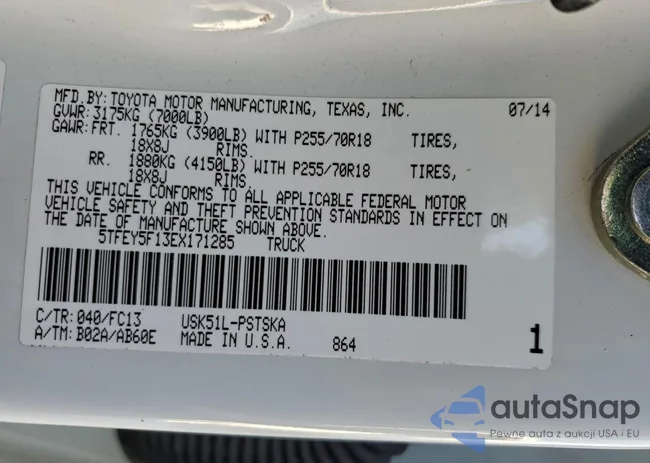 MFD.BY: TOYOTA MOTOR MANUFACTURING, TEXAS, INC. 07/14
GVWR: 3175KG (7000LB)
GAWR: FRT. 1765KG (3900LB) WITH P255/70R18 TIRES,
18X8J RIMS.
RR. 1880KG (4150LB) WITH P255/70R18 TIRES,
18X8J RIMS.
THIS VEHICLE CONFORMS TO ALL APPLICABLE FEDERAL MOTOR
VEHICLE SAFETY AND THEFT PREVENTION STANDARDS IN EFFECT ON
THE DATE OF MANUFACTURE SHOWN ABOVE.
5TFEY5F13EX171285 TRUCK
C/TR: 040/FC13 USK51L-PSTSKA
A/TM: B02A/AB60E MADE IN U.S.A. 864 1
autaSnap
Pewne auta z aukcji USA i EU